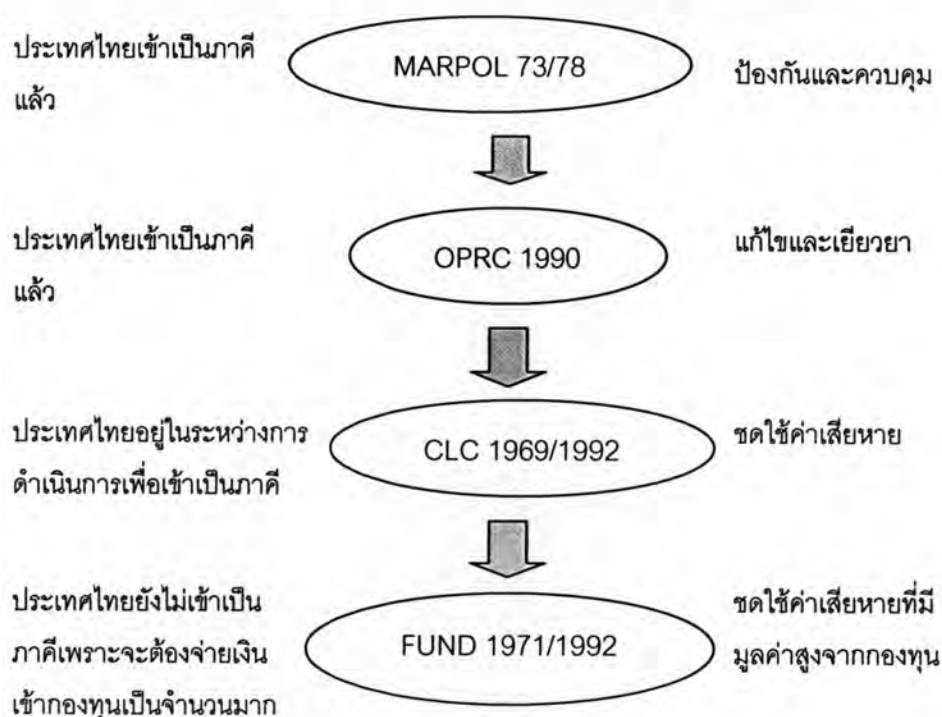 ประเทศไทยเข้าเป็นภาคี
แล้ว
MARPOL 73/78
ป้องกันและควบคุม
ประเทศไทยเข้าเป็นภาคี
แล้ว
OPRC 1990
แก้ไขและเยียวยา
ประเทศไทยอยู่ในระหว่างการ
ดำเนินการเพื่อเข้าเป็นภาคี
CLC 1969/1992
ชดใช้ค่าเสียหาย
ประเทศไทยยังไม่เข้าเป็น
ภาคีเพราะจะต้องจ่ายเงิน
เข้ากองทุนเป็นจำนวนมาก
FUND 1971/1992
ชดใช้ค่าเสียหายที่มี
มูลค่าสูงจากกองทุน